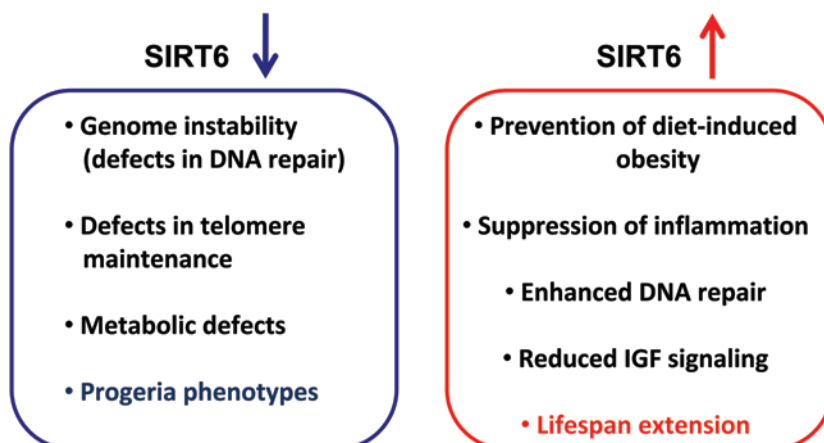 SIRT6
• Genome instability
(defects in DNA repair)
• Defects in telomere
maintenance
• Metabolic defects
• Progeria phenotypes
SIRT6
• Prevention of diet-induced
obesity
• Suppression of inflammation
• Enhanced DNA repair
• Reduced IGF signaling
• Lifespan extension